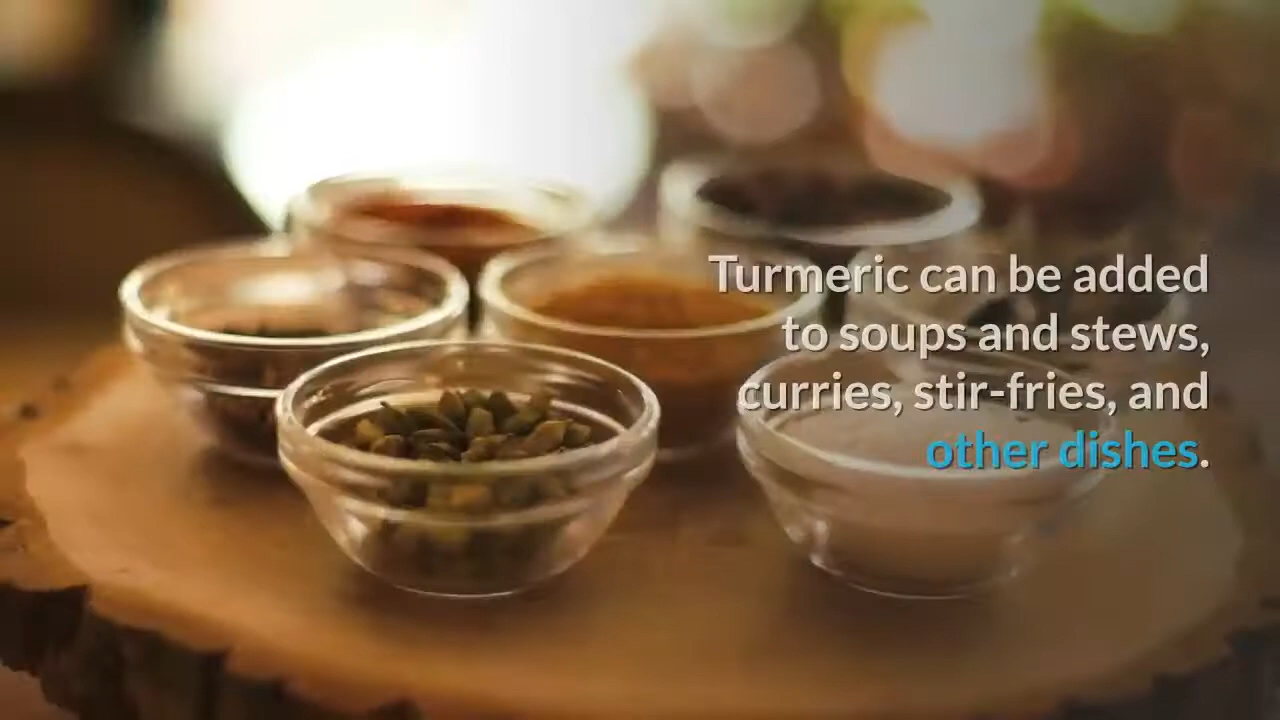 Turmeric can be added
to soups and stews,
curries, stir-fries, and
other dishes.